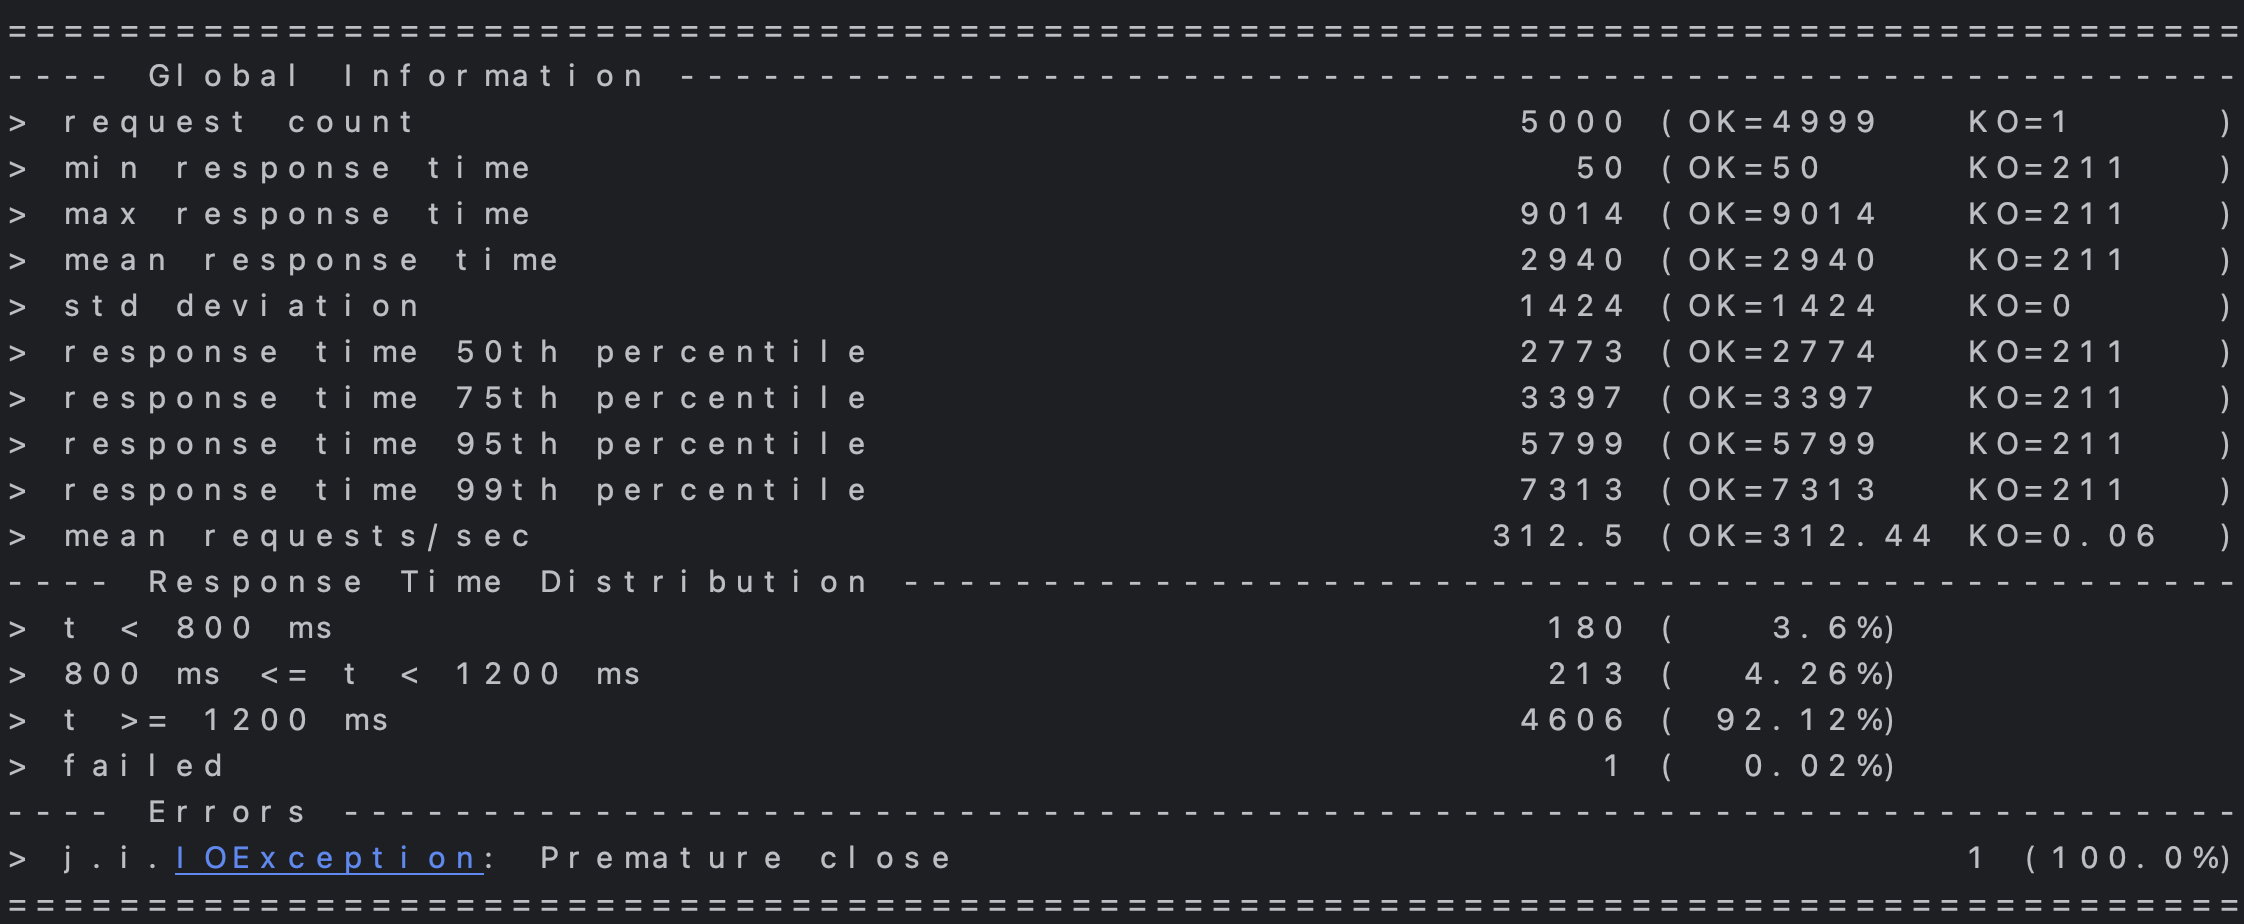 ================================================================================
---- Global Information --------------------------------------------------------
> request count                                       5000 (OK=4999   KO=1     )
> min response time                                     50 (OK=50     KO=211   )
> max response time                                   9014 (OK=9014   KO=211   )
> mean response time                                  2940 (OK=2940   KO=211   )
> std deviation                                       1424 (OK=1424   KO=0     )
> response time 50th percentile                       2773 (OK=2774   KO=211   )
> response time 75th percentile                       3397 (OK=3397   KO=211   )
> response time 95th percentile                       5799 (OK=5799   KO=211   )
> response time 99th percentile                       7313 (OK=7313   KO=211   )
> mean requests/sec                                  312.5 (OK=312.44 KO=0.06  )
---- Response Time Distribution ------------------------------------------------
> t < 800 ms                                           180 (   3.6%)
> 800 ms <= t < 1200 ms                                213 (  4.26%)
> t >= 1200 ms                                        4606 ( 92.12%)
> failed                                                 1 (  0.02%)
---- Errors --------------------------------------------------------------------
> j.i.IOException: Premature close                                    1 (100.0%)
================================================================================